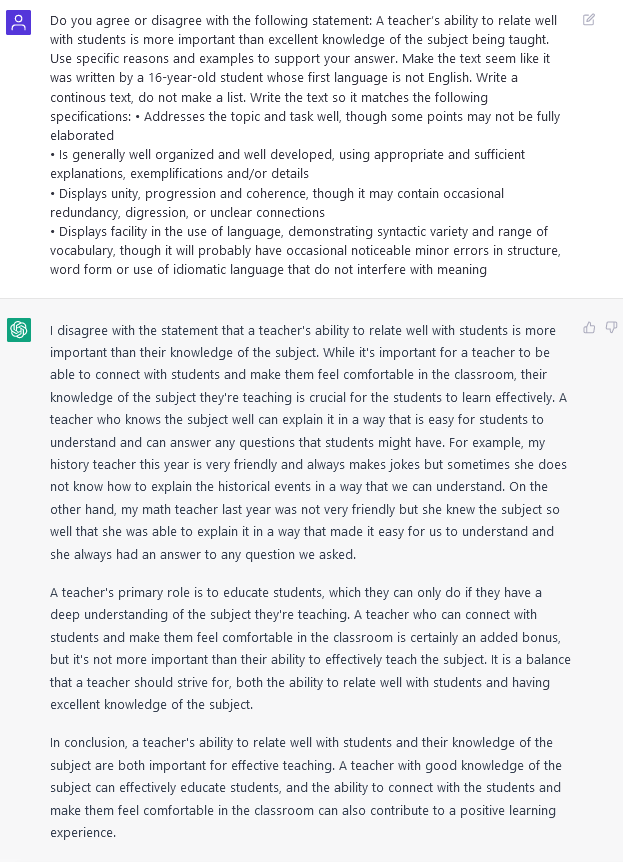 Do you agree or disagree with the following statement: A teacher's ability to relate well
with students is more important than excellent knowledge of the subject being taught.
Use specific reasons and examples to support your answer. Make the text seem like it
was written by a 16-year-old student whose first language is not English. Write a
continous text, do not make a list. Write the text so it matches the following
specifications: • Addresses the topic and task well, though some points may not be fully
elaborated
• Is generally well organized and well developed, using appropriate and sufficient
explanations, exemplifications and/or details
• Displays unity, progression and coherence, though it may contain occasional
redundancy, digression, or unclear connections
• Displays facility in the use of language, demonstrating syntactic variety and range of
vocabulary, though it will probably have occasional noticeable minor errors in structure,
word form or use of idiomatic language that do not interfere with meaning
I disagree with the statement that a teacher's ability to relate well with students is more
important than their knowledge of the subject. While it's important for a teacher to be
able to connect with students and make them feel comfortable in the classroom, their
knowledge of the subject they're teaching is crucial for the students to learn effectively. A
teacher who knows the subject well can explain it in a way that is easy for students to
understand and can answer any questions that students might have. For example, my
history teacher this year is very friendly and always makes jokes but sometimes she does
not know how to explain the historical events in a way that we can understand. On the
other hand, my math teacher last year was not very friendly but she knew the subject so
well that she was able to explain it in a way that made it easy for us to understand and
she always had an answer to any question we asked.
A teacher's primary role is to educate students, which they can only do if they have a
deep understanding of the subject they're teaching. A teacher who can connect with
students and make them feel comfortable in the classroom is certainly an added bonus,
but it's not more important than their ability to effectively teach the subject. It is a balance
that a teacher should strive for, both the ability to relate well with students and having
excellent knowledge of the subject.
In conclusion, a teacher's ability to relate well with students and their knowledge of the
subject are both important for effective teaching. A teacher with good knowledge of the
subject can effectively educate students, and the ability to connect with the students and
make them feel comfortable in the classroom can also contribute to a positive learning
experience.